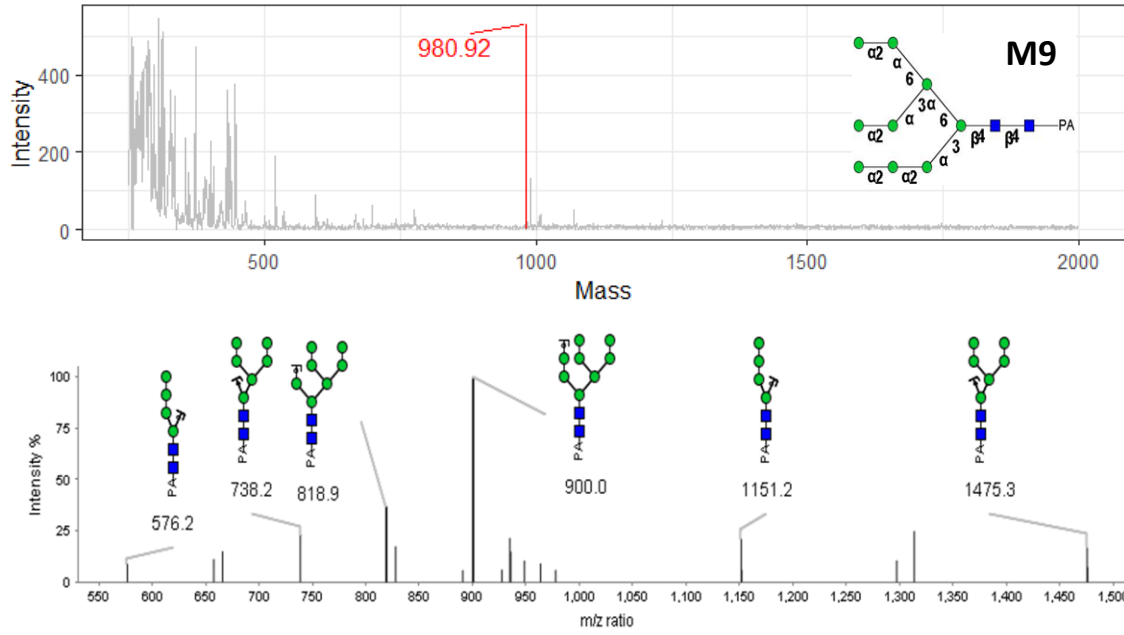 980.92
M9
α2 α
6
3α
α2 α 6 β4 β4 PA
3
α
α2 α2
Intensity
400
200
0
500 1000 1500 2000
Mass
Intensity %
100
75
50
25
0
PA
576.2
PA
738.2
PA
818.9
PA
900.0
PA
1151.2
PA
1475.3
550 600 650 700 750 800 850 900 950 1,000 1,050 1,100 1,150 1,200 1,250 1,300 1,350 1,400 1,450 1,500
m/z ratio